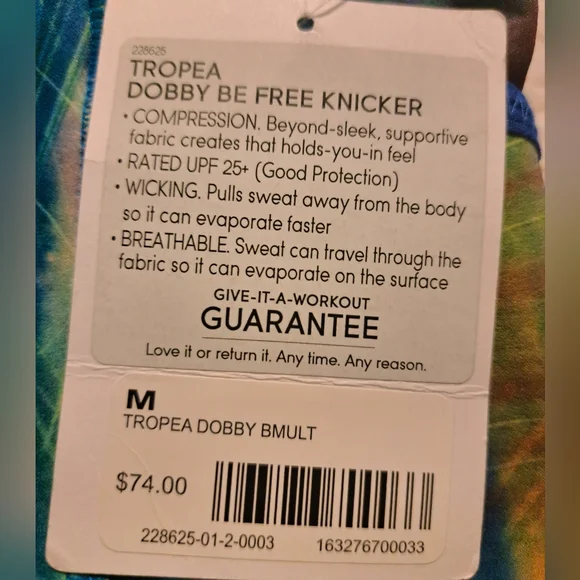 228625
TROPEA
DOBBY BE FREE KNICKER
• COMPRESSION. Beyond-sleek, supportive
fabric creates that holds-you-in feel
• RATED UPF 25+ (Good Protection)
• WICKING. Pulls sweat away from the body
so it can evaporate faster
• BREATHABLE. Sweat can travel through the
fabric so it can evaporate on the surface
GIVE-IT-A-WORKOUT
GUARANTEE
Love it or return it. Any time. Any reason.
M
TROPEA DOBBY BMULT
$74.00
228625-01-2-0003 163276700033